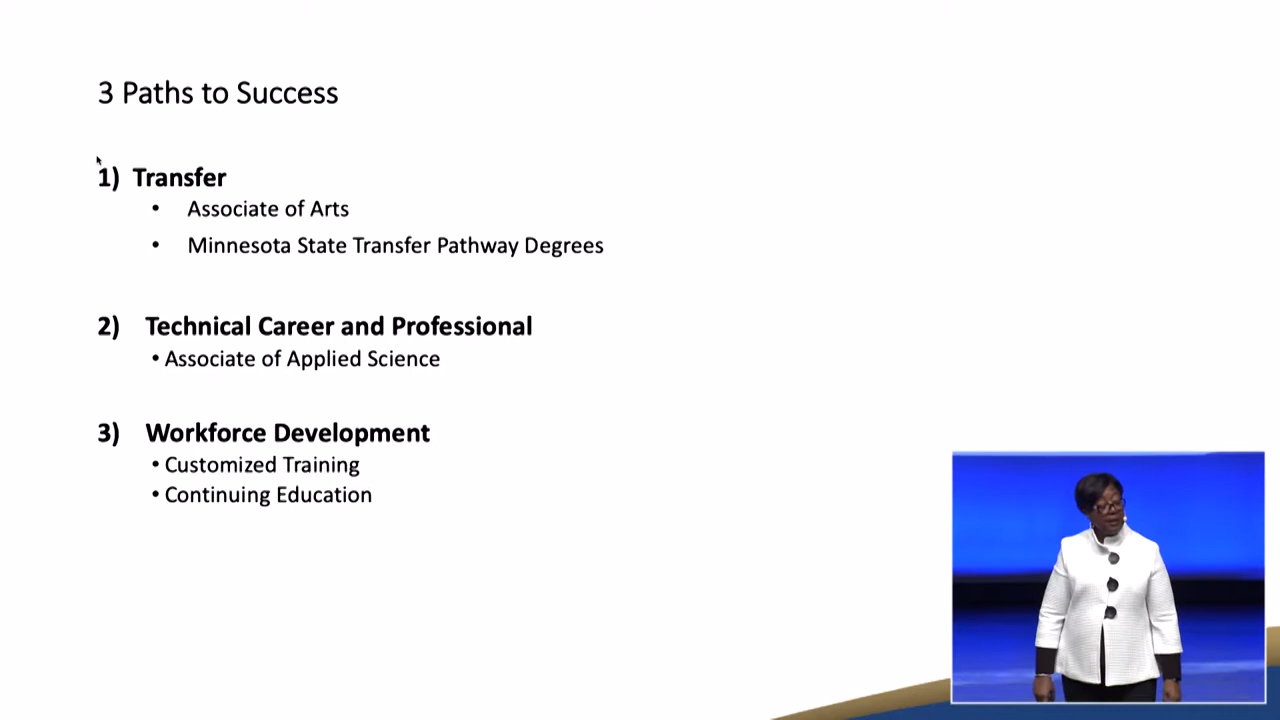 3 Paths to Success
1) Transfer
• Associate of Arts
• Minnesota State Transfer Pathway Degrees
2) Technical Career and Professional
• Associate of Applied Science
3) Workforce Development
• Customized Training
• Continuing Education